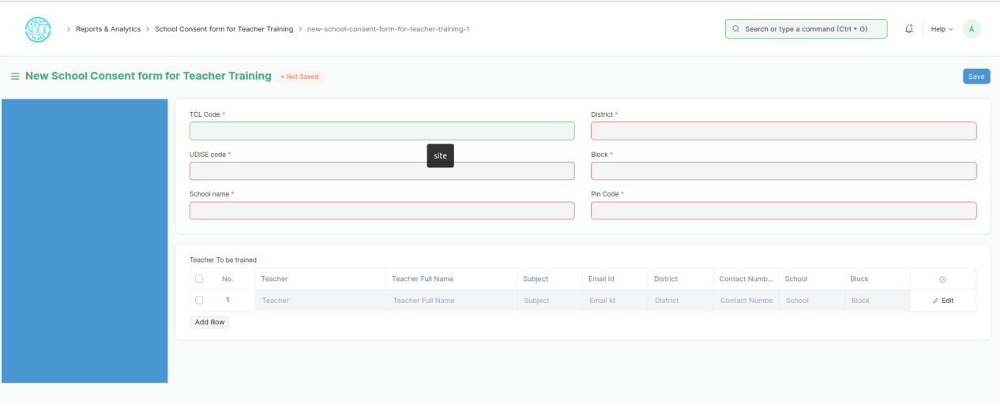 > Reports & Analytics > School Consent form for Teacher Training > new-school-consent-form-for-teacher-training-1
Search or type a command (Ctrl + G)
Help
A
New School Consent form for Teacher Training • Not Saved
Save
TCL Code *
District *
site
UDISE code *
Block *
School name *
Pin Code *
Teacher To be trained
No. Teacher Teacher Full Name Subject Email Id District Contact Numb... School Block
1 Teacher Teacher Full Name Subject Email Id District Contact Numbe School Block Edit
Add Row